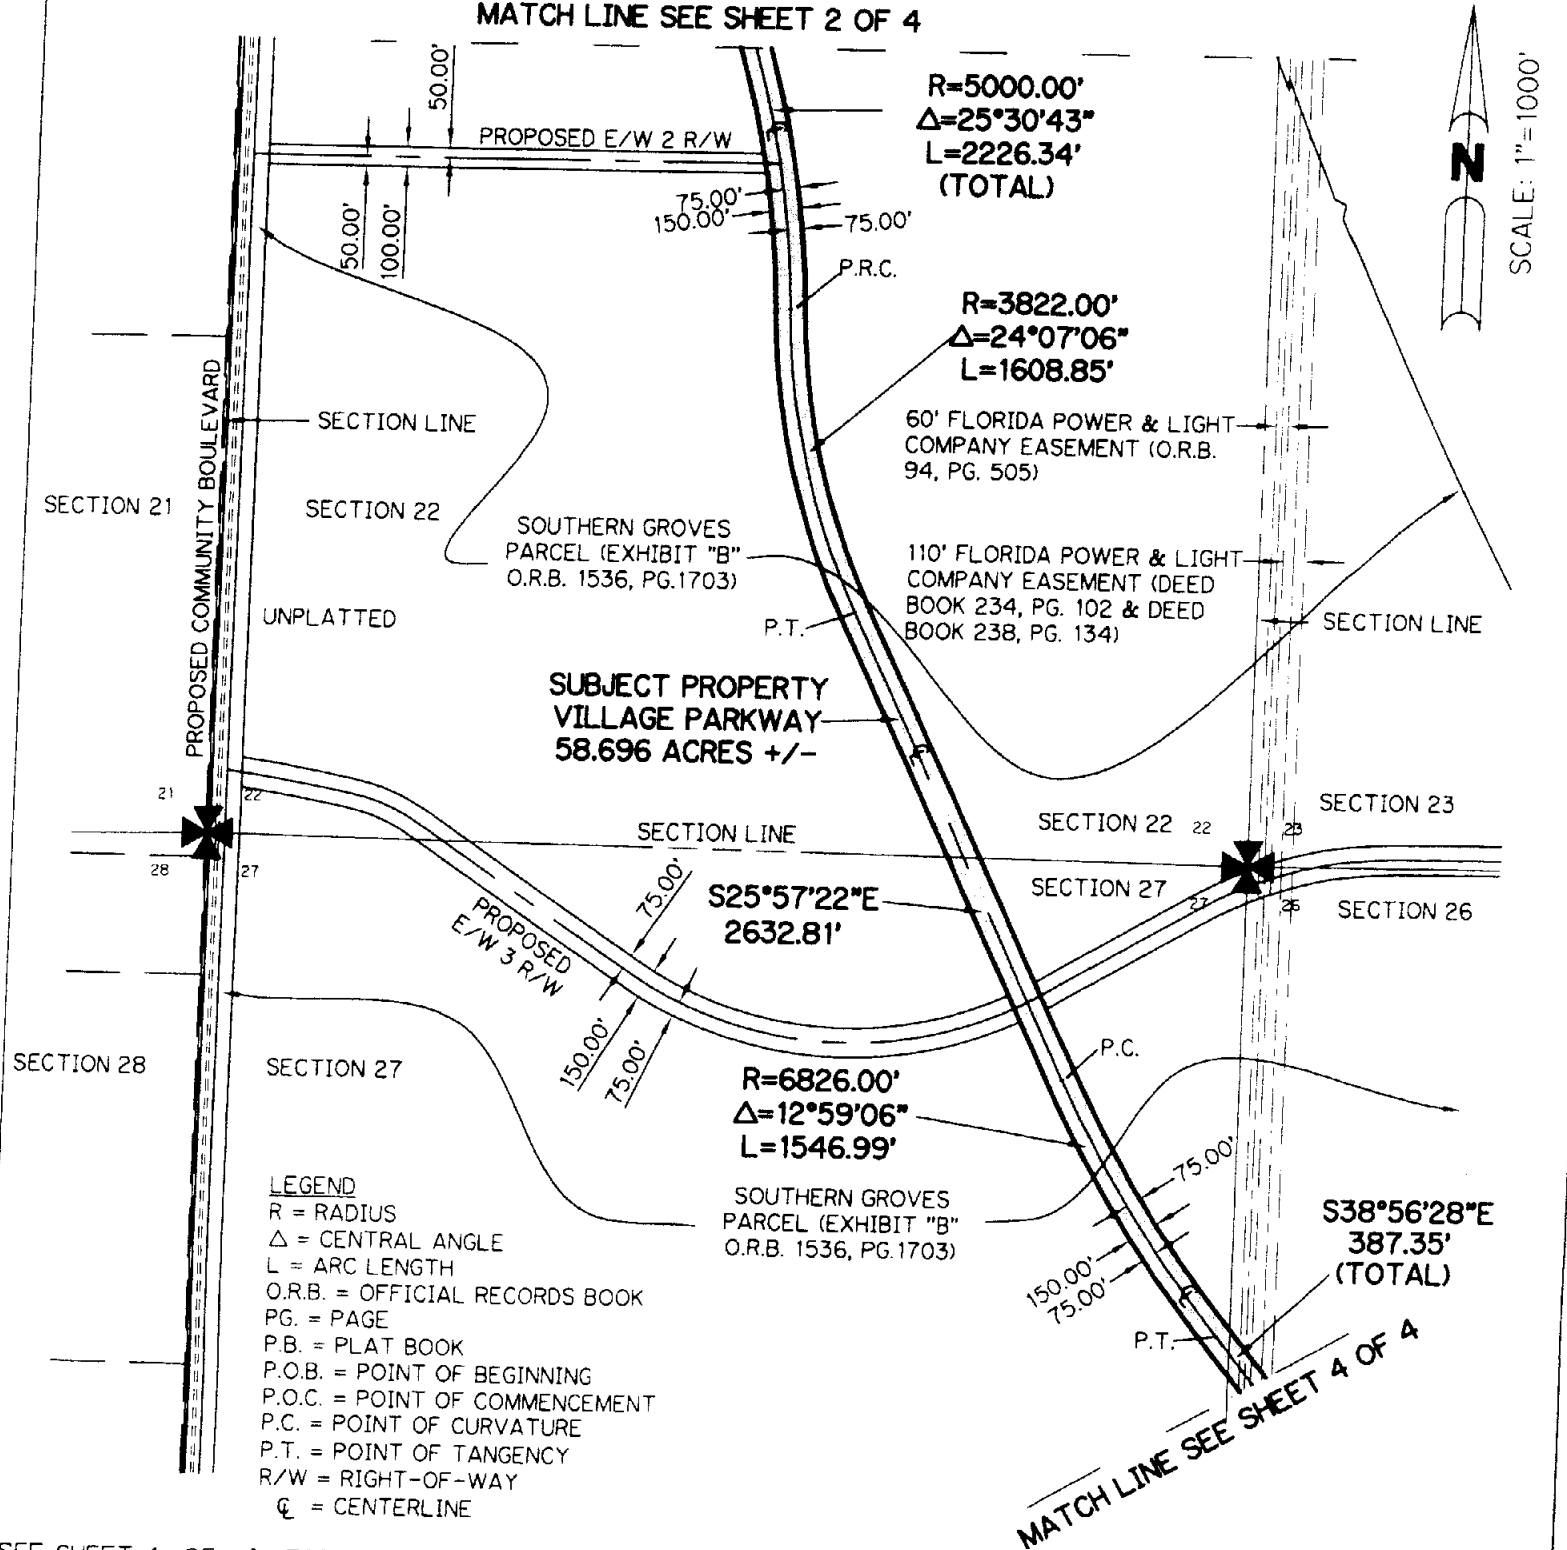 MATCH LINE SEE SHEET 2 OF 4
50.00'
PROPOSED E/W 2 R/W
50.00'
100.00'
R=5000.00'
Δ=25°30'43"
L=2226.34'
(TOTAL)
N
SCALE: 1"=1000'
75.00'
150.00'
75.00'
P.R.C.
R=3822.00'
Δ=24°07'06"
L=1608.85'
PROPOSED COMMUNITY BOULEVARD
SECTION LINE
60' FLORIDA POWER & LIGHT
COMPANY EASEMENT (O.R.B.
94, PG. 505)
SECTION 21
SECTION 22
SOUTHERN GROVES
PARCEL (EXHIBIT "B"
O.R.B. 1536, PG.1703)
110' FLORIDA POWER & LIGHT
COMPANY EASEMENT (DEED
BOOK 234, PG. 102 & DEED
BOOK 238, PG. 134)
UNPLATTED
P.T.
SECTION LINE
SUBJECT PROPERTY
VILLAGE PARKWAY
58.696 ACRES +/-
21
22
28
27
SECTION LINE
SECTION 22
22
23
SECTION 23
SECTION 27
27
26
SECTION 26
75.00'
S25°57'22"E
2632.81'
PROPOSED
E/W 3 R/W
150.00'
75.00'
P.C.
SECTION 28
SECTION 27
R=6826.00'
Δ=12°59'06"
L=1546.99'
75.00'
SOUTHERN GROVES
PARCEL (EXHIBIT "B"
O.R.B. 1536, PG.1703)
S38°56'28"E
387.35'
(TOTAL)
150.00'
75.00'
P.T.
LEGEND
R = RADIUS
Δ = CENTRAL ANGLE
L = ARC LENGTH
O.R.B. = OFFICIAL RECORDS BOOK
PG. = PAGE
P.B. = PLAT BOOK
P.O.B. = POINT OF BEGINNING
P.O.C. = POINT OF COMMENCEMENT
P.C. = POINT OF CURVATURE
P.T. = POINT OF TANGENCY
R/W = RIGHT-OF-WAY
℄ = CENTERLINE
MATCH LINE SEE SHEET 4 OF 4
SEE SHEET